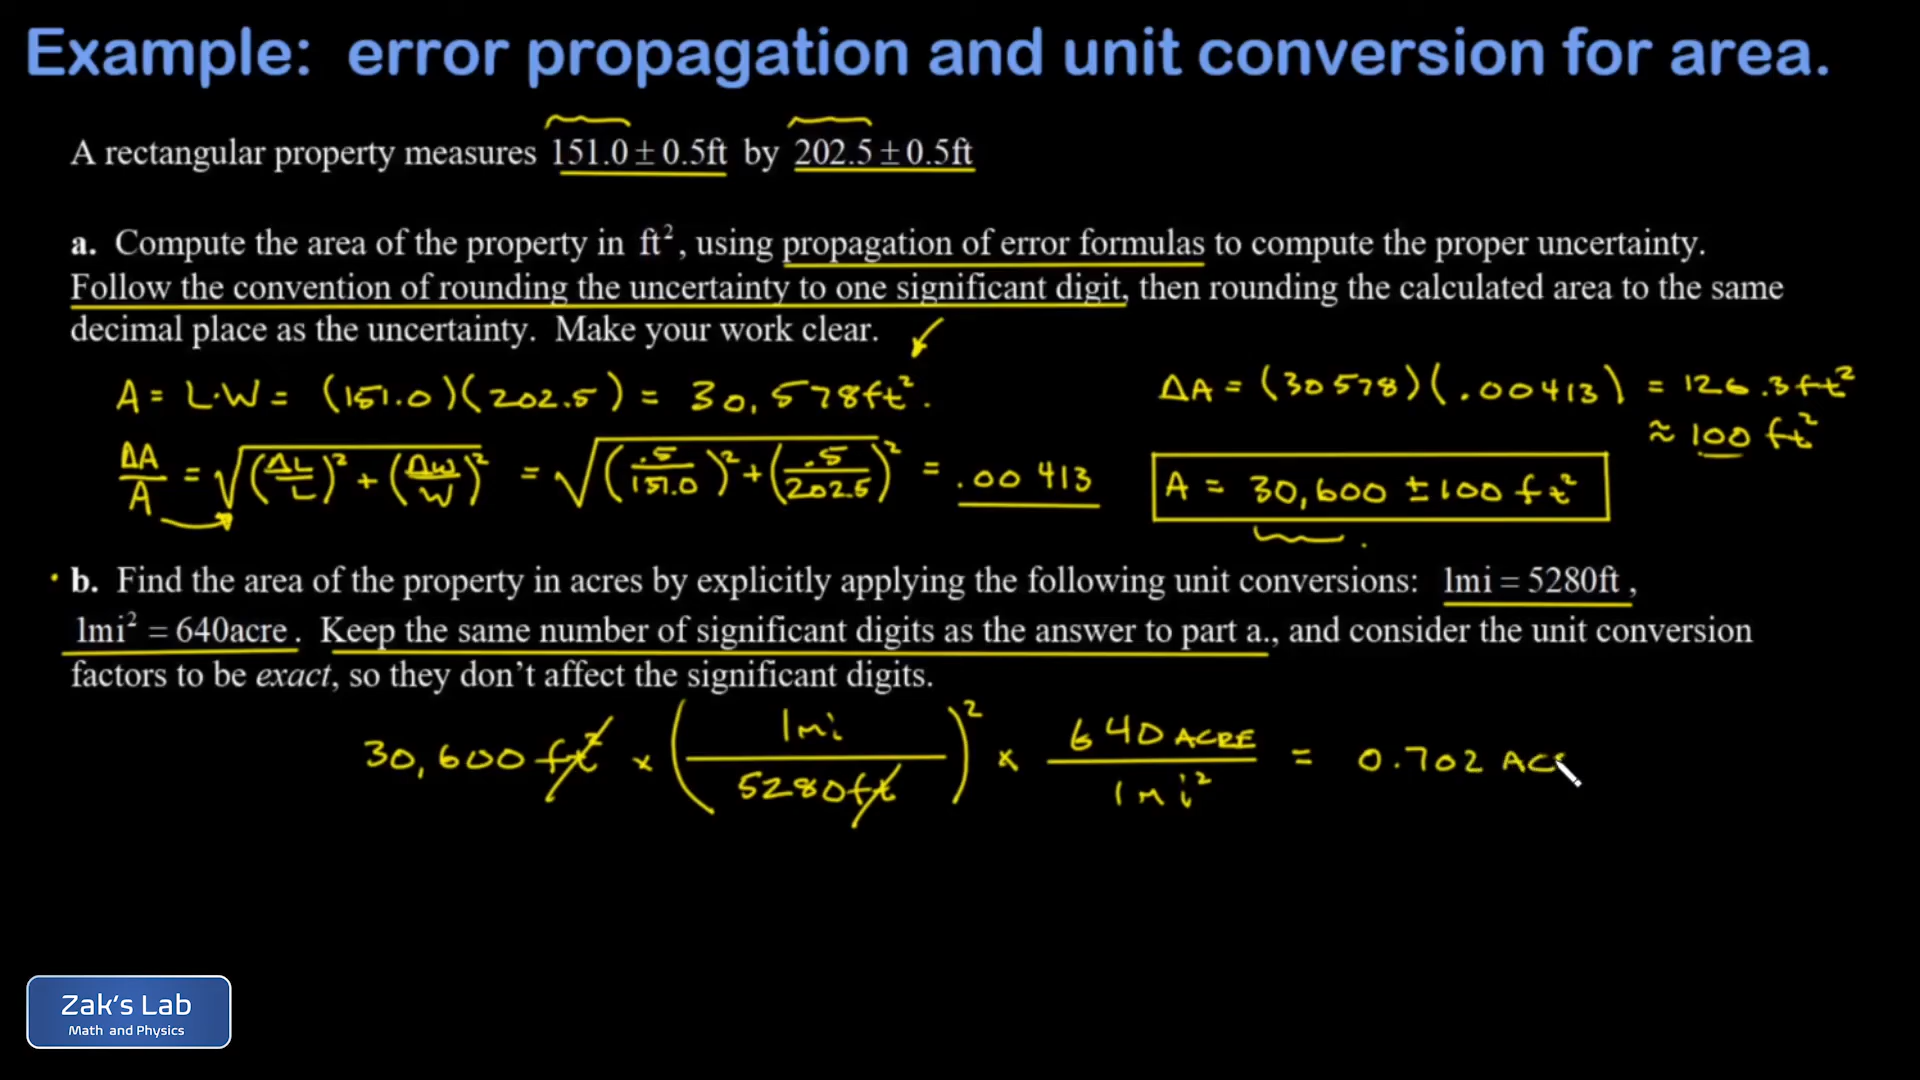 Example: error propagation and unit conversion for area.
A rectangular property measures 151.0 ± 0.5ft by 202.5 ± 0.5ft
a. Compute the area of the property in ft², using propagation of error formulas to compute the proper uncertainty.
Follow the convention of rounding the uncertainty to one significant digit, then rounding the calculated area to the same
decimal place as the uncertainty. Make your work clear.
A = L·W = (151.0)(202.5) = 30,578ft².
ΔA/A = √((ΔL/L)² + (ΔW/W)²) = √((.5/151.0)² + (.5/202.5)²) = .00413
ΔA = (30578)(.00413) = 126.3ft²
≈ 100 ft²
A = 30,600 ± 100 ft²
b. Find the area of the property in acres by explicitly applying the following unit conversions: 1mi = 5280ft,
1mi² = 640acre. Keep the same number of significant digits as the answer to part a., and consider the unit conversion
factors to be exact, so they don't affect the significant digits.
30,600 ft² × (1mi/5280ft)² × 640 ACRE/1mi² = 0.702 AC
Zak's Lab
Math and Physics